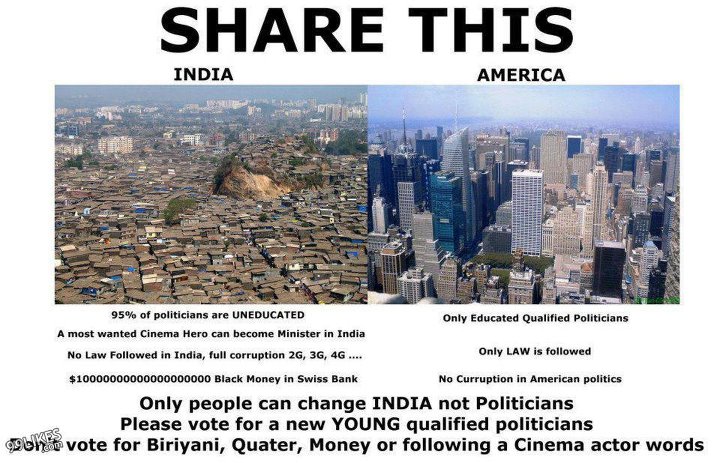 SHARE THIS
INDIA
AMERICA
95% of politicians are UNEDUCATED
A most wanted Cinema Hero can become Minister in India
No Law Followed in India, full corruption 2G, 3G, 4G ....
$10000000000000000000 Black Money in Swiss Bank
Only Educated Qualified Politicians
Only LAW is followed
No Curruption in American politics
Only people can change INDIA not Politicians
Please vote for a new YOUNG qualified politicians
vote for Biriyani, Quater, Money or following a Cinema actor words
99LIKES
.com